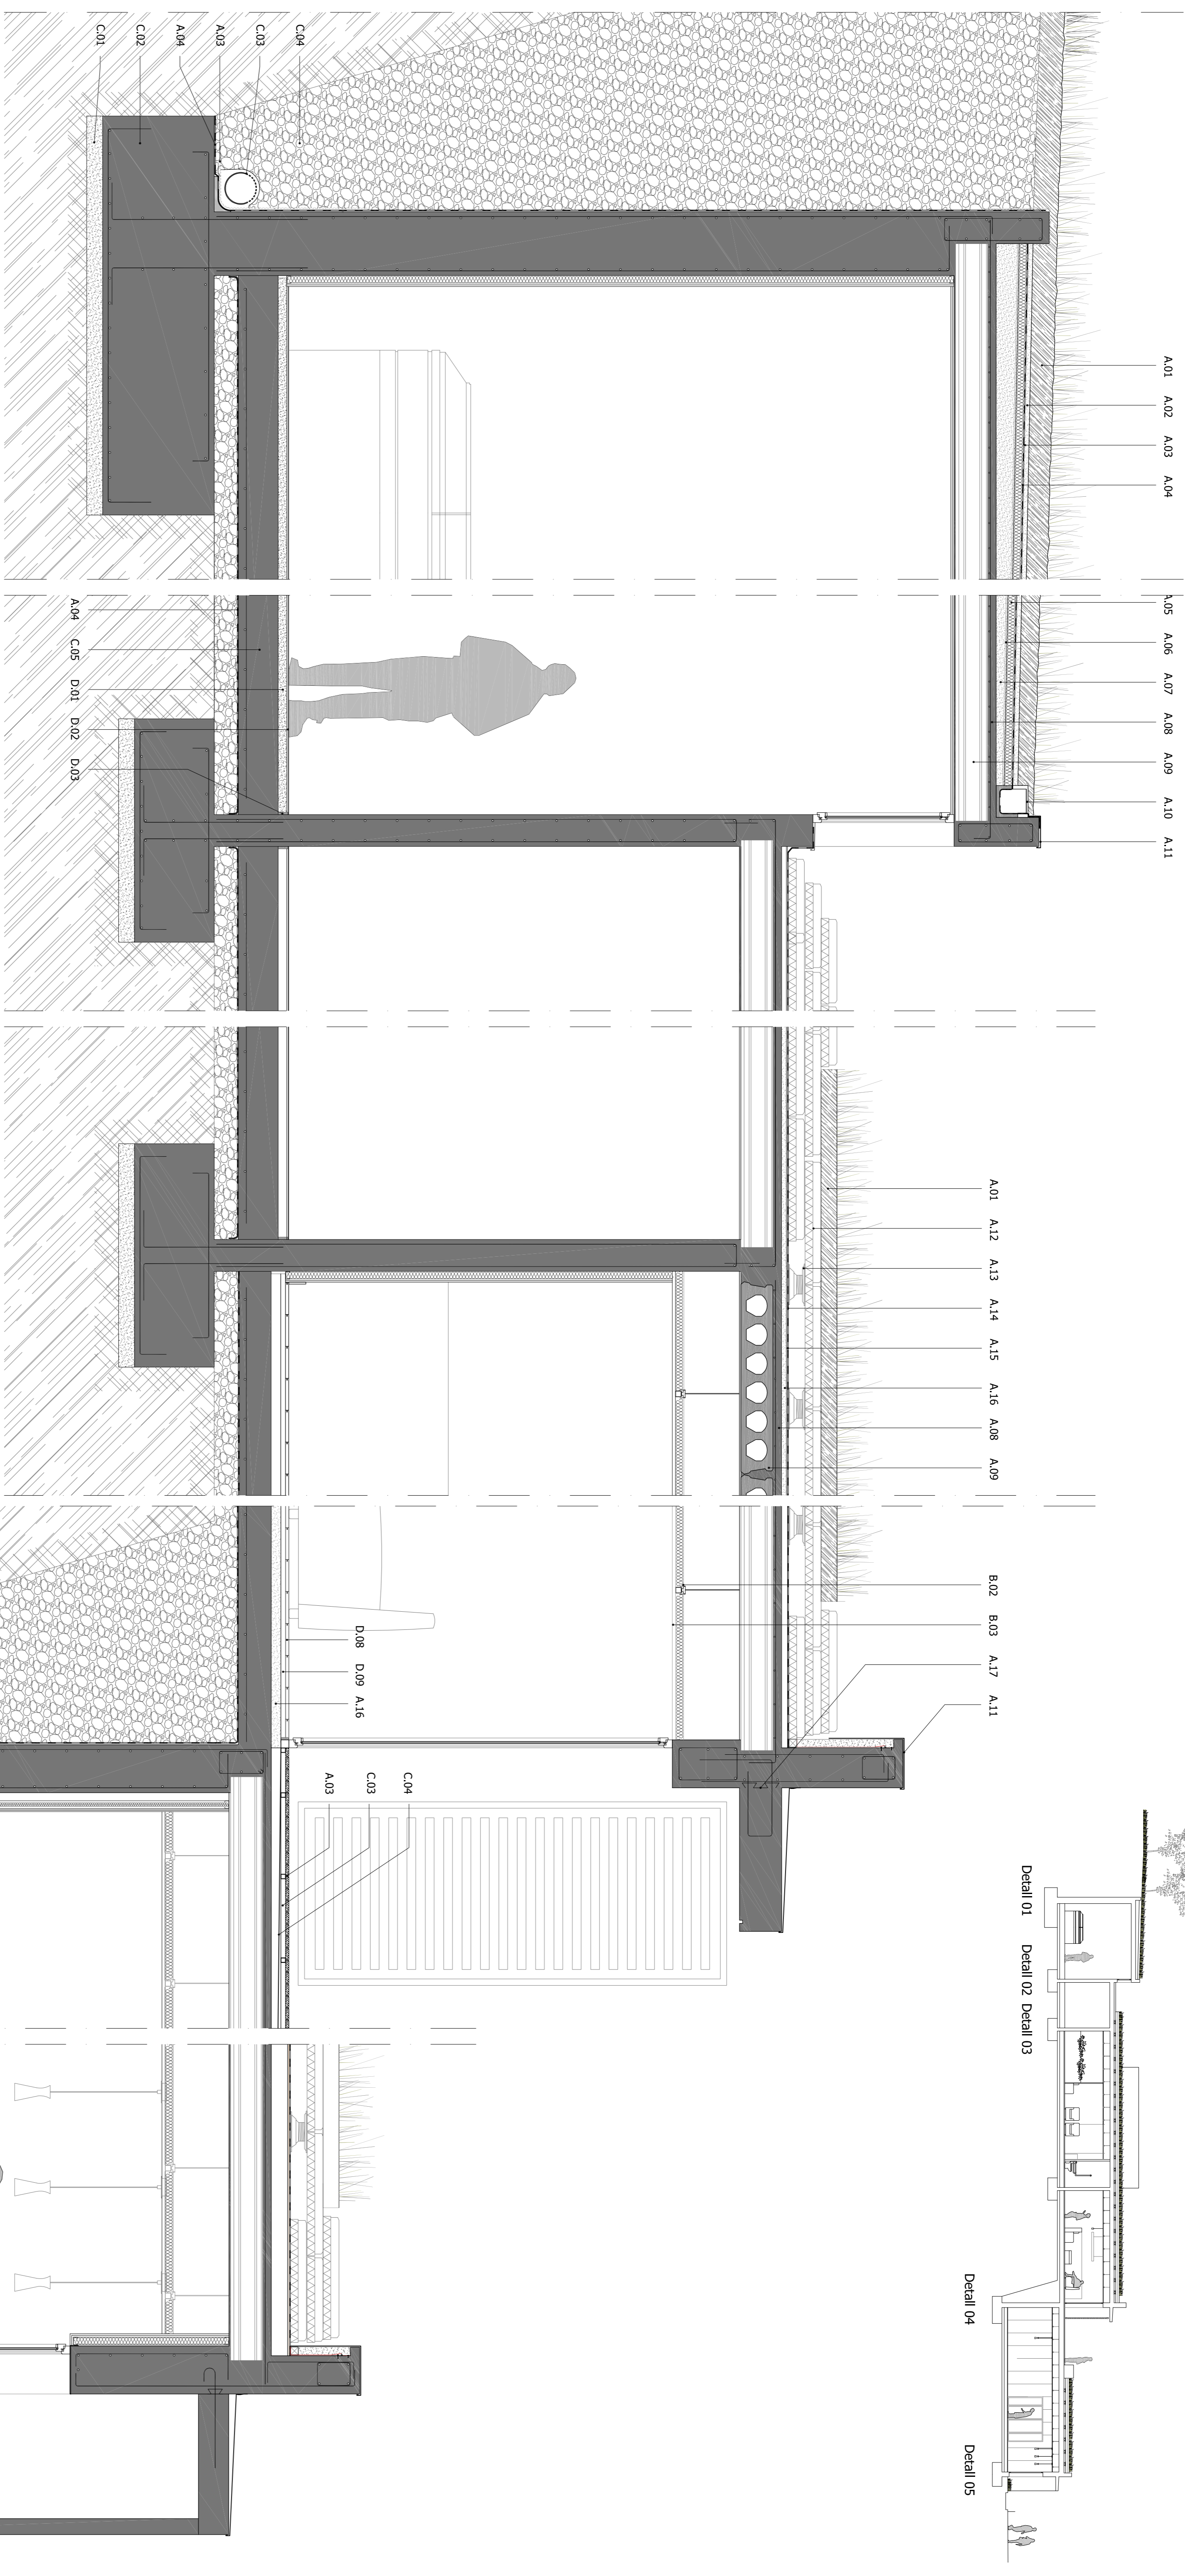 C.01
C.02
A.04
A.03
C.03
C.04
A.01
A.02
A.03
A.04
A.05
A.06
A.07
A.08
A.09
A.10
A.11
A.04
C.05
D.01
D.02
D.03
A.01
A.12
A.13
A.14
A.15
A.16
A.08
A.09
B.02
B.03
A.17
A.11
D.08
D.09
A.16
A.03
C.03
C.04
Detall 01
Detall 02
Detall 03
Detall 04
Detall 05